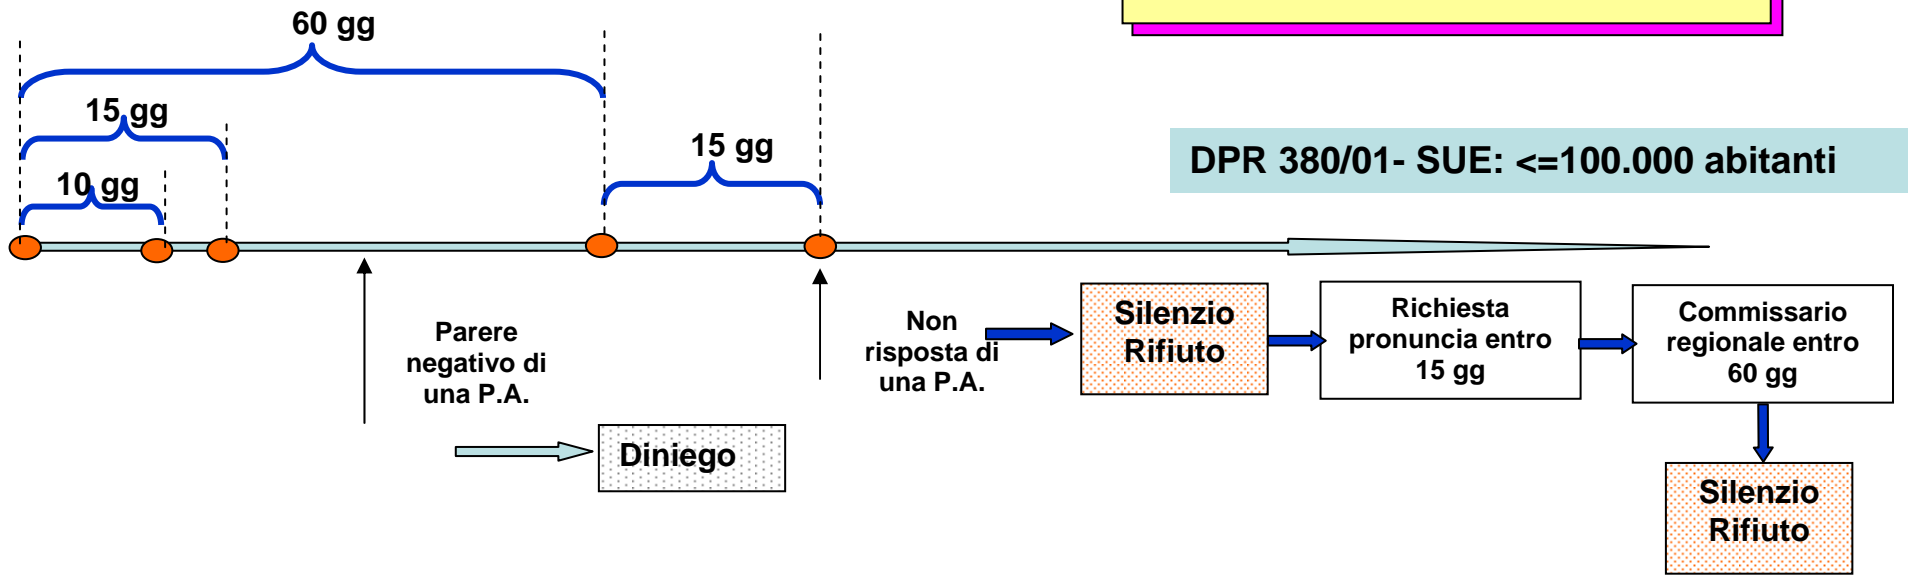 60 gg
15 gg
10 gg
15 gg
DPR 380/01- SUE: <=100.000 abitanti
Parere
negativo di
una P.A.
Diniego
Non
risposta di
una P.A.
Silenzio
Rifiuto
Richiesta
pronuncia entro
15 gg
Commissario
regionale entro
60 gg
Silenzio
Rifiuto